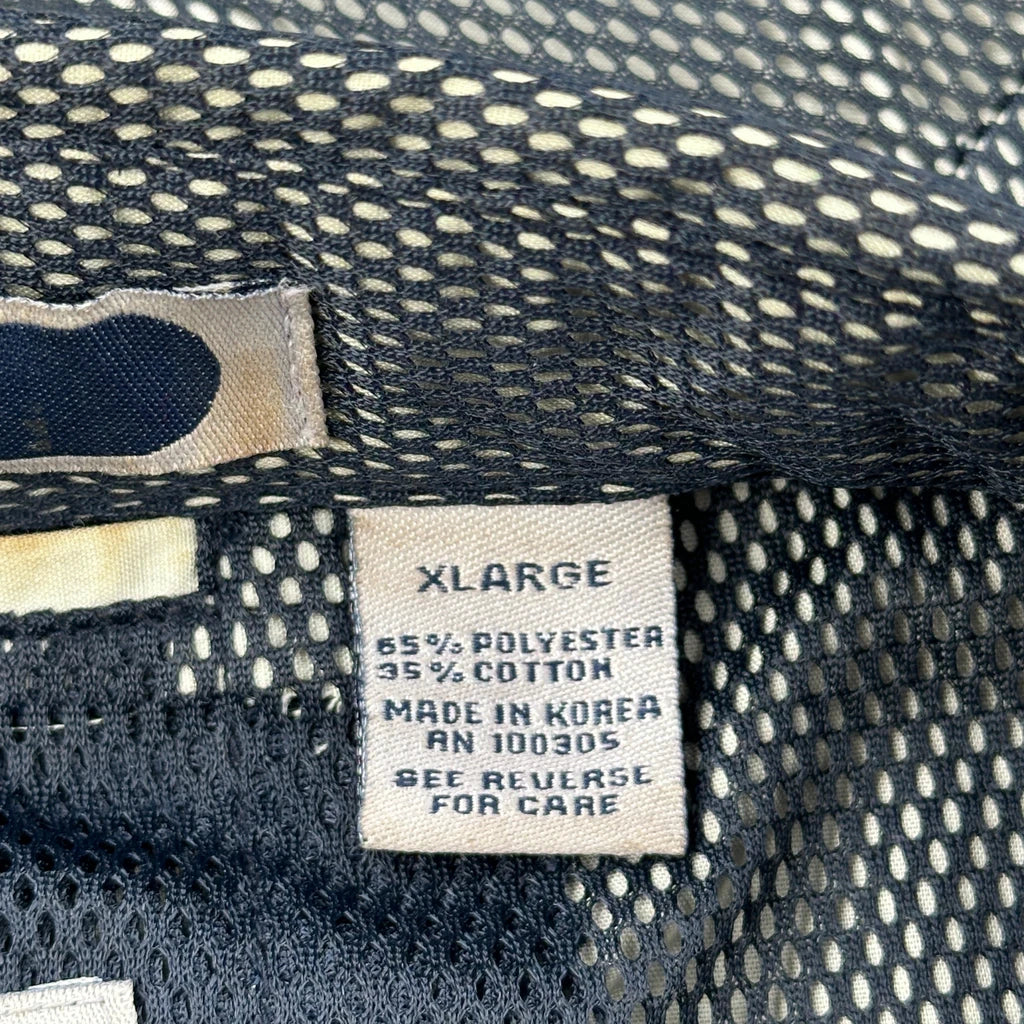 XLARGE
65% POLYESTER
35% COTTON
MADE IN KOREA
RN 100305
SEE REVERSE
FOR CARE